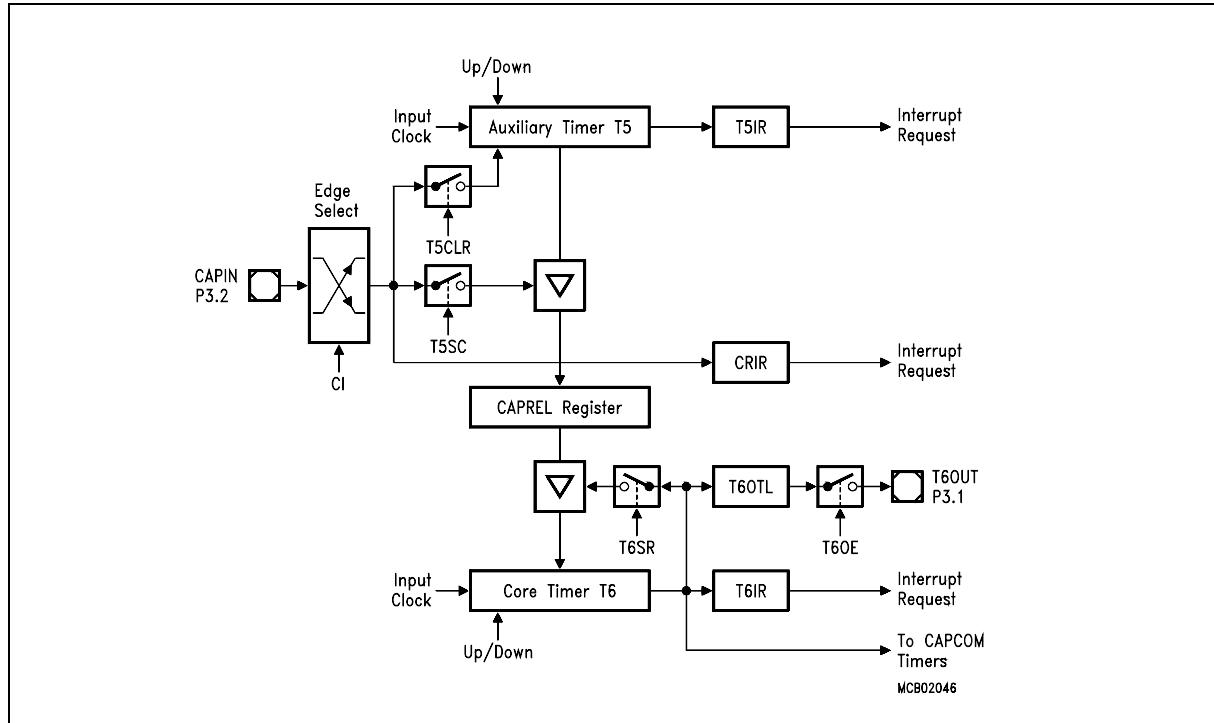 Up/Down
Input
Clock
Auxiliary Timer T5
T5IR
Interrupt
Request
Edge
Select
T5CLR
CAPIN
P3.2
T5SC
CI
CRIR
Interrupt
Request
CAPREL Register
T6OTL
T6OUT
P3.1
T6SR
T6OE
Input
Clock
Core Timer T6
T6IR
Interrupt
Request
Up/Down
To CAPCOM
Timers
MCB02046